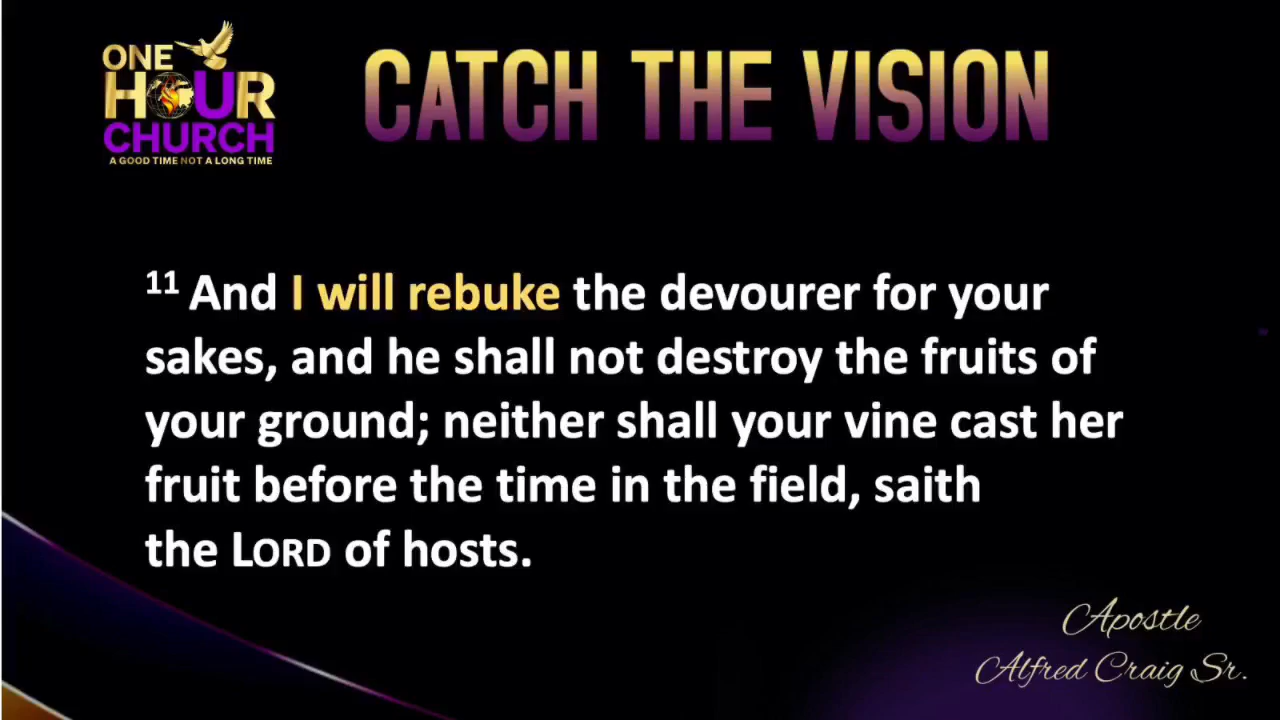 ONE
HOUR
CHURCH
A GOOD TIME NOT A LONG TIME
CATCH THE VISION
11 And I will rebuke the devourer for your
sakes, and he shall not destroy the fruits of
your ground; neither shall your vine cast her
fruit before the time in the field, saith
the LORD of hosts.
Apostle
Alfred Craig Sr.